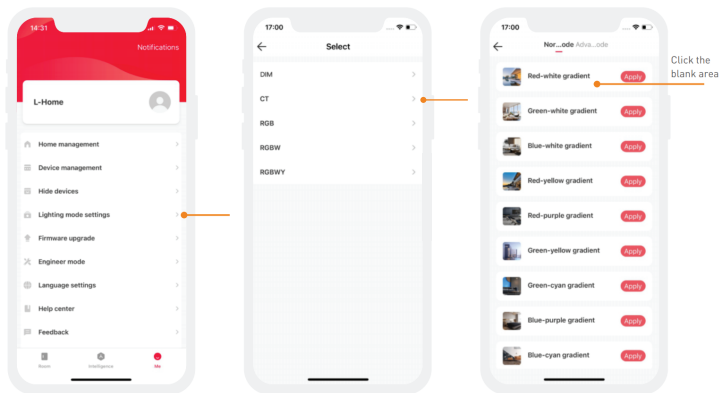 14:31
Notifications
L-Home
Home management
Device management
Hide devices
Lighting mode settings
Firmware upgrade
Engineer mode
Language settings
Help center
Feedback
Room
Intelligence
Me
17:00
Select
DIM
CT
RGB
RGBW
RGBWY
17:00
Nor...ode Adva...ode
Red-white gradient Apply
Green-white gradient Apply
Blue-white gradient Apply
Red-yellow gradient Apply
Red-purple gradient Apply
Green-yellow gradient Apply
Green-cyan gradient Apply
Blue-purple gradient Apply
Blue-cyan gradient Apply
Click the
blank area